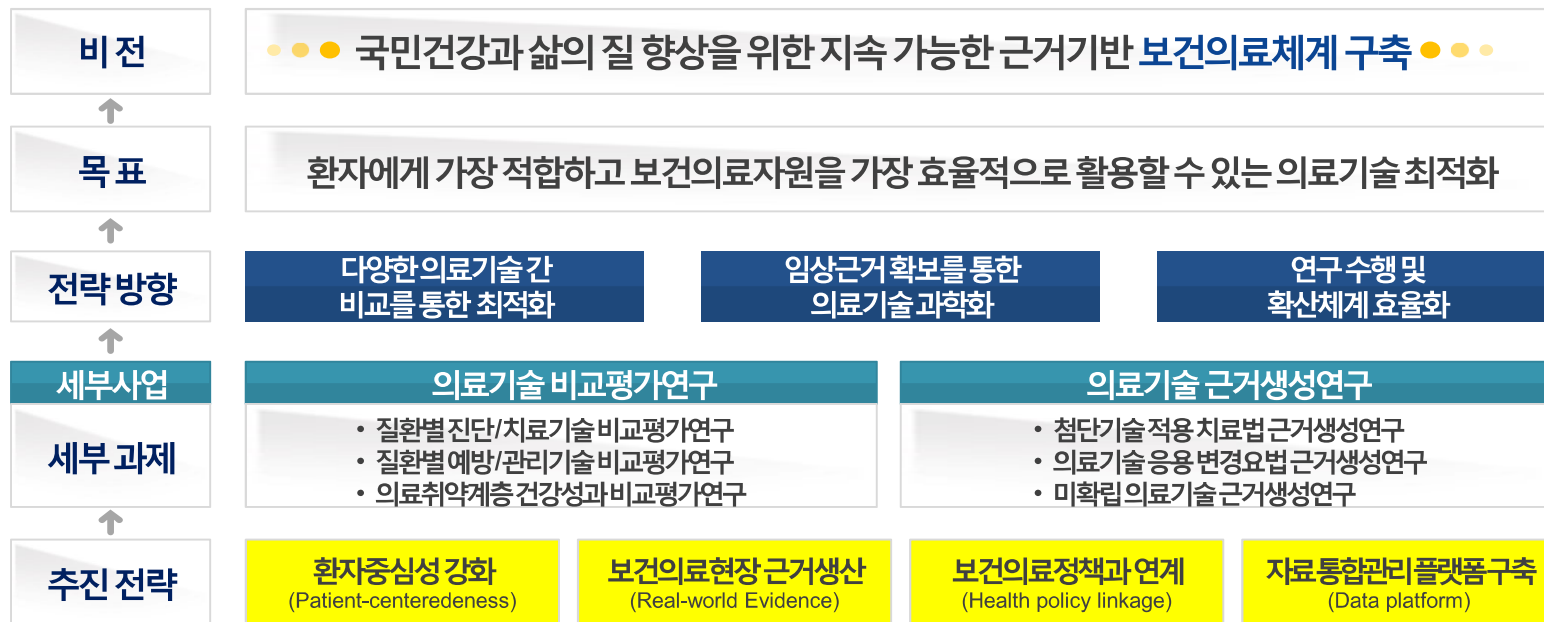 비 전
국민건강과 삶의 질 향상을 위한 지속 가능한 근거기반 보건의료체계 구축
목 표
환자에게 가장 적합하고 보건의료자원을 가장 효율적으로 활용할 수 있는 의료기술 최적화
전략 방향
다양한 의료기술 간
비교를 통한 최적화
임상근거 확보를 통한
의료기술 과학화
연구 수행 및
확산체계 효율화
세부사업
의료기술 비교평가연구
의료기술 근거생성연구
세부 과제
• 질환별 진단/치료기술 비교평가연구
• 질환별 예방/관리기술 비교평가연구
• 의료취약계층 건강성과 비교평가연구
• 첨단기술 적용 치료법 근거생성연구
• 의료기술 응용 변경요법 근거생성연구
• 미확립 의료기술 근거생성연구
추진 전략
환자중심성 강화
(Patient-centeredeness)
보건의료현장 근거생산
(Real-world Evidence)
보건의료정책과 연계
(Health policy linkage)
자료통합관리 플랫폼 구축
(Data platform)